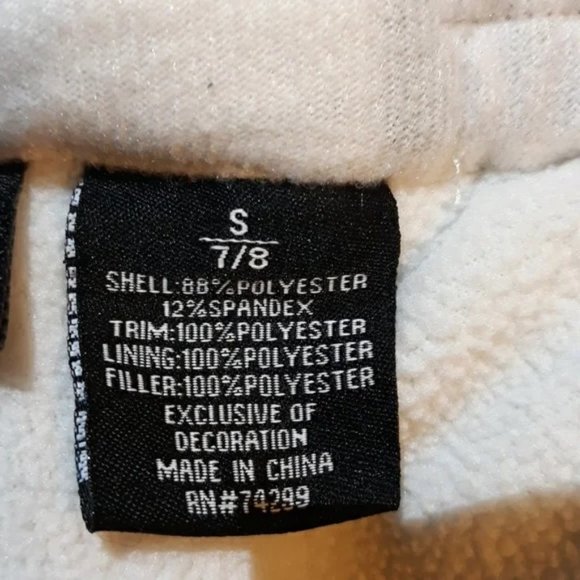 S
7/8
SHELL:88%POLYESTER
12%SPANDEX
TRIM:100%POLYESTER
LINING:100%POLYESTER
FILLER:100%POLYESTER
EXCLUSIVE OF
DECORATION
MADE IN CHINA
RN#74299